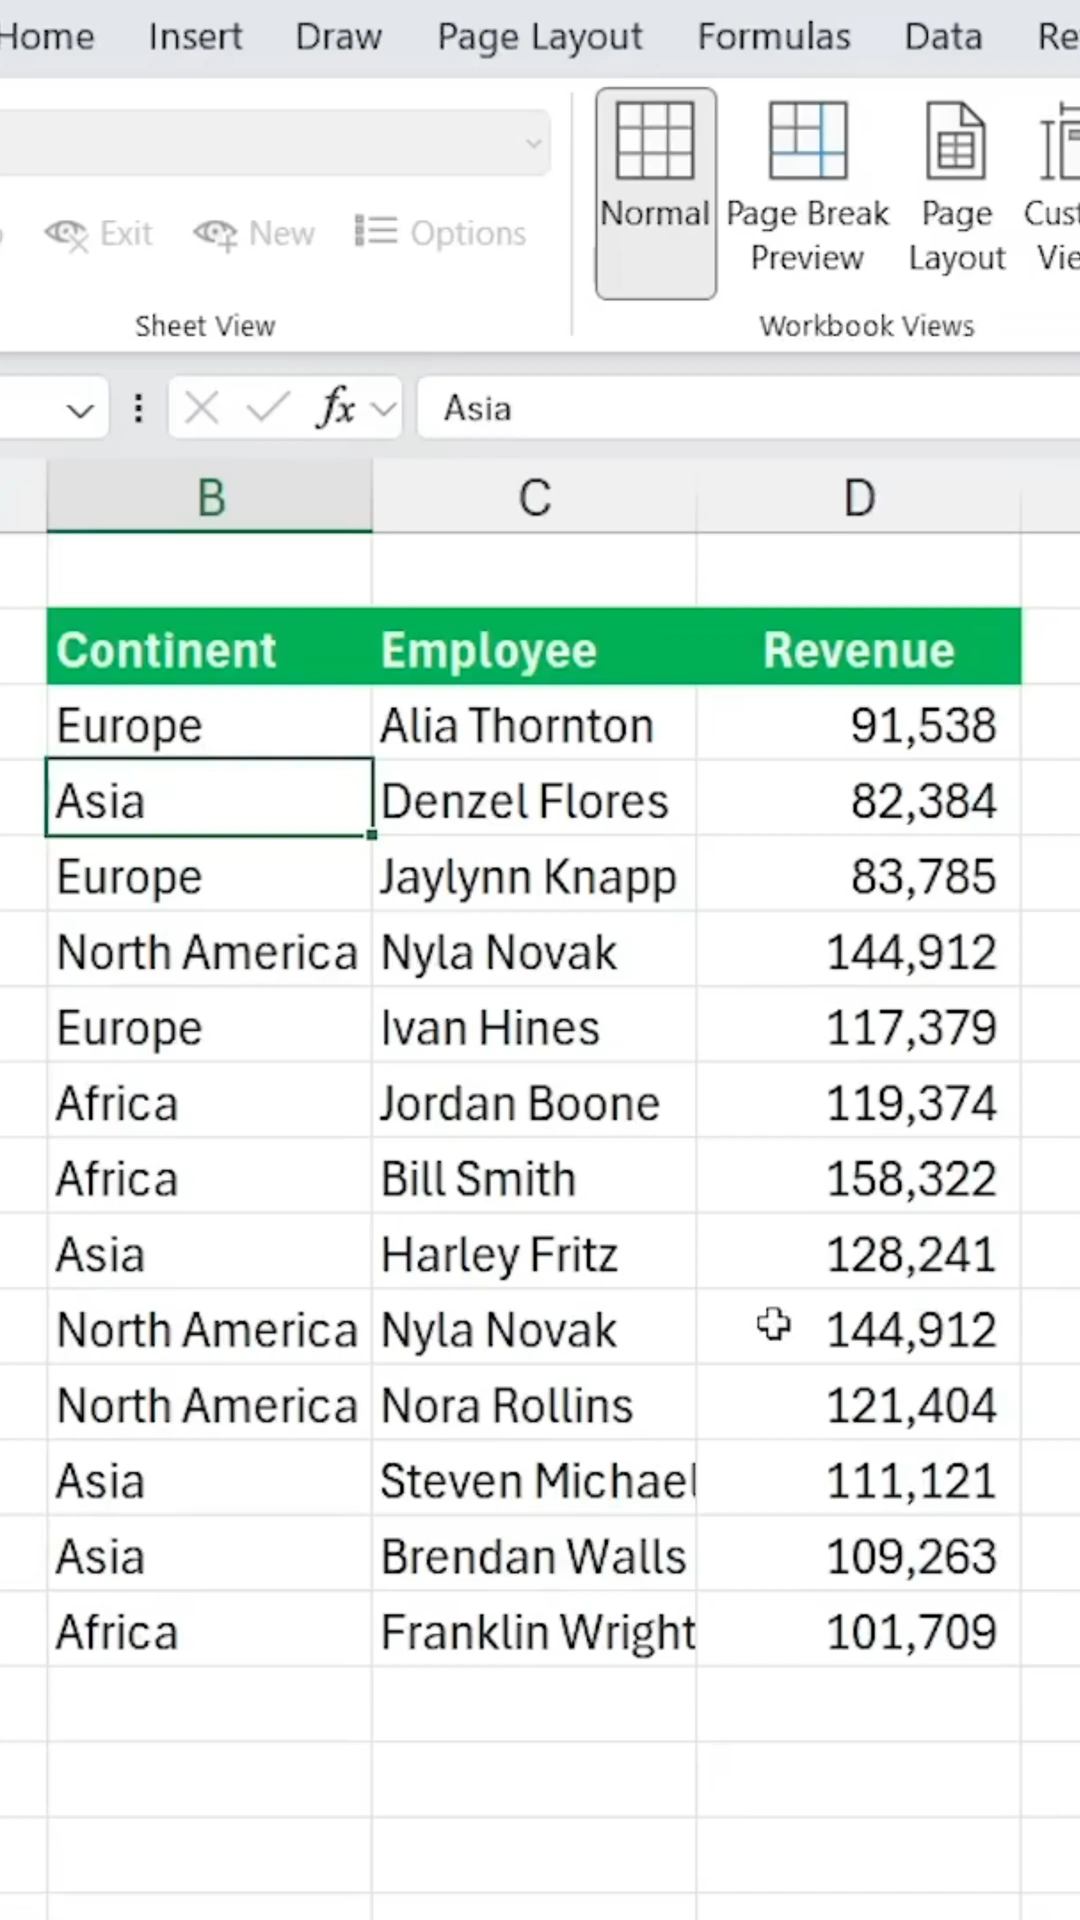 Home Insert Draw Page Layout Formulas Data Re
Exit New Options
Normal Page Break Preview Page Layout Cust Vie
Sheet View Workbook Views
fx Asia
B C D
Continent Employee Revenue
Europe Alia Thornton 91,538
Asia Denzel Flores 82,384
Europe Jaylynn Knapp 83,785
North America Nyla Novak 144,912
Europe Ivan Hines 117,379
Africa Jordan Boone 119,374
Africa Bill Smith 158,322
Asia Harley Fritz 128,241
North America Nyla Novak 144,912
North America Nora Rollins 121,404
Asia Steven Michael 111,121
Asia Brendan Walls 109,263
Africa Franklin Wright 101,709